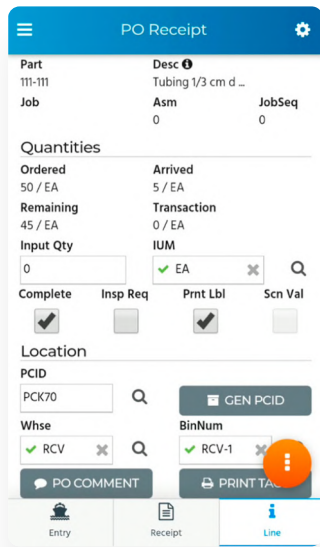 PO Receipt
Part Desc
111-111 Tubing 1/3 cm d ...
Job Asm JobSeq
0 0
Quantities
Ordered Arrived
50 / EA 5 / EA
Remaining Transaction
45 / EA 0 / EA
Input Qty IUM
0 EA
Complete Insp Req Prnt Lbl Scn Val
Location
PCID
PCK70 GEN PCID
Whse BinNum
RCV RCV-1
PO COMMENT PRINT TAG
Entry Receipt Line